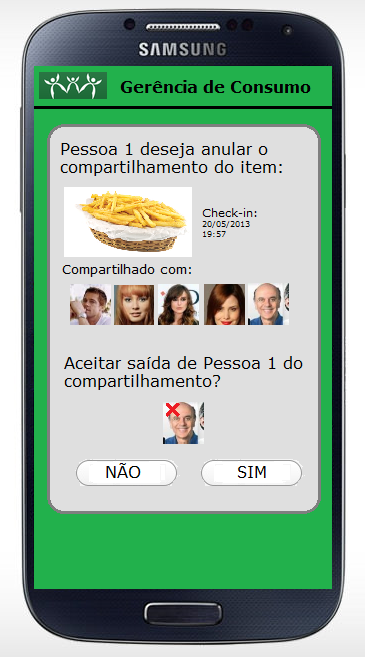 SAMSUNG
Gerência de Consumo
Pessoa 1 deseja anular o
compartilhamento do item:
Check-in:
20/05/2013
19:57
Compartilhado com:
Aceitar saída de Pessoa 1 do
compartilhamento?
NÃO
SIM